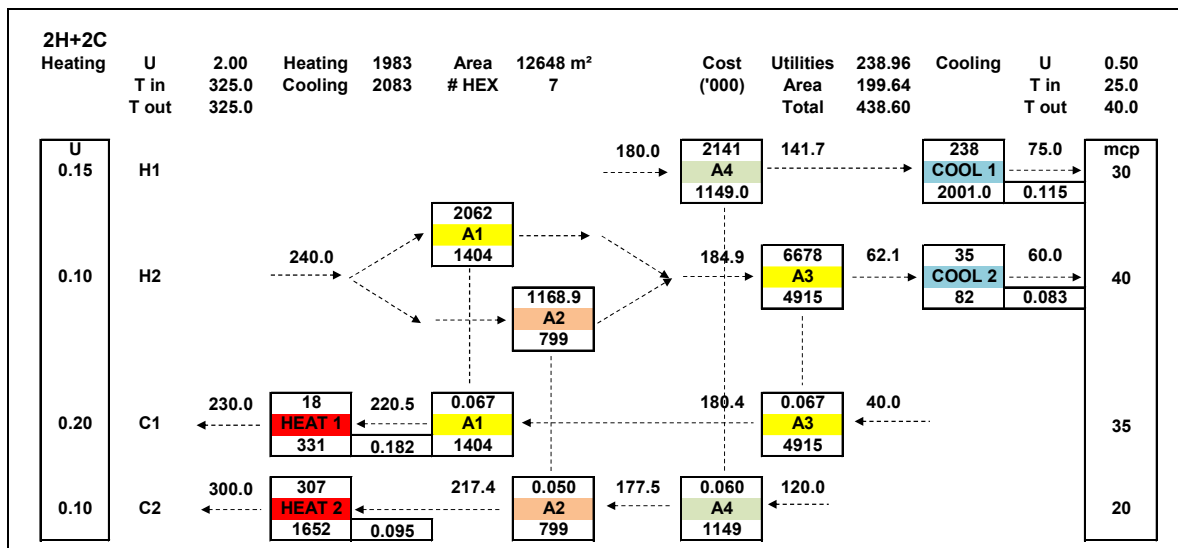 2H+2C
Heating U 2.00 Heating 1983 Area 12648 m² Cost Utilities 238.96 Cooling U 0.50
T in 325.0 Cooling 2083 # HEX 7 ('000) Area 199.64 T in 25.0
T out 325.0 Total 438.60 T out 40.0
U 2141 238 mcp
180.0 141.7 75.0
0.15 H1 A4 COOL 1 30
1149.0 2001.0 0.115
2062
A1
240.0 1404 184.9 6678 62.1 35 60.0
0.10 H2 A3 COOL 2 40
1168.9 4915 82 0.083
A2
799
230.0 18 220.5 0.067 180.4 0.067 40.0
0.20 C1 HEAT 1 A1 A3 35
331 0.182 1404 4915
300.0 307 217.4 0.050 177.5 0.060 120.0
0.10 C2 HEAT 2 A2 A4 20
1652 0.095 799 1149